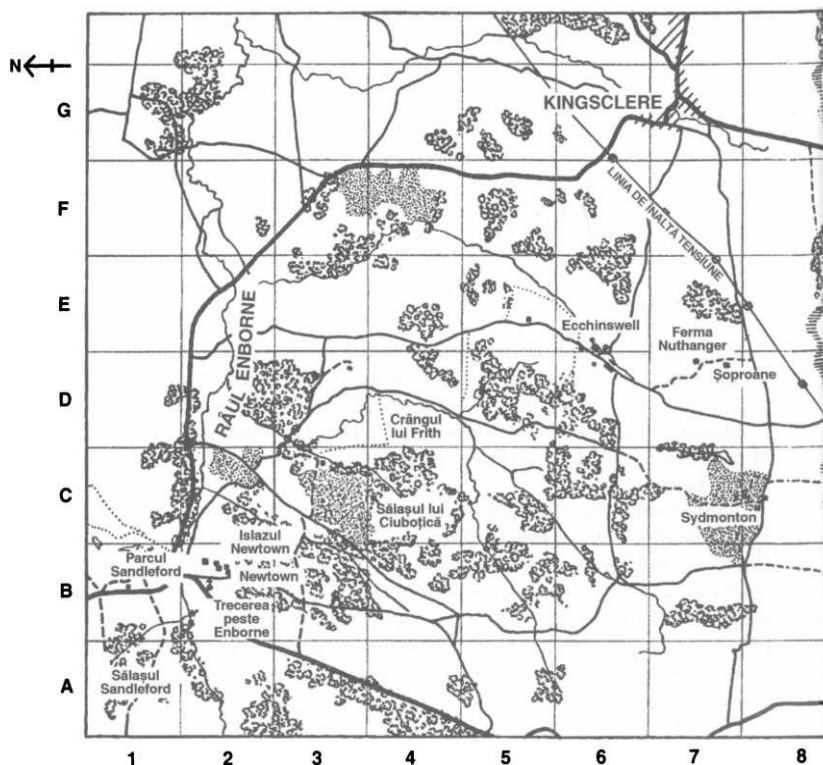 N
G
KINGSCLERE
LINIA DE ÎNALTĂ TENSIUNE
F
E
RÂUL ENBORNE
Ecchinswell
Ferma
Nuthanger
Șoproane
D
Crângul
lui Frith
C
Sălașul lui
Ciubotică
Sydmonton
Islazul
Newtown
Parcul
Sandleford
Newtown
B
Trecerea
peste
Enborne
Sălașul
Sandleford
A
1 2 3 4 5 6 7 8